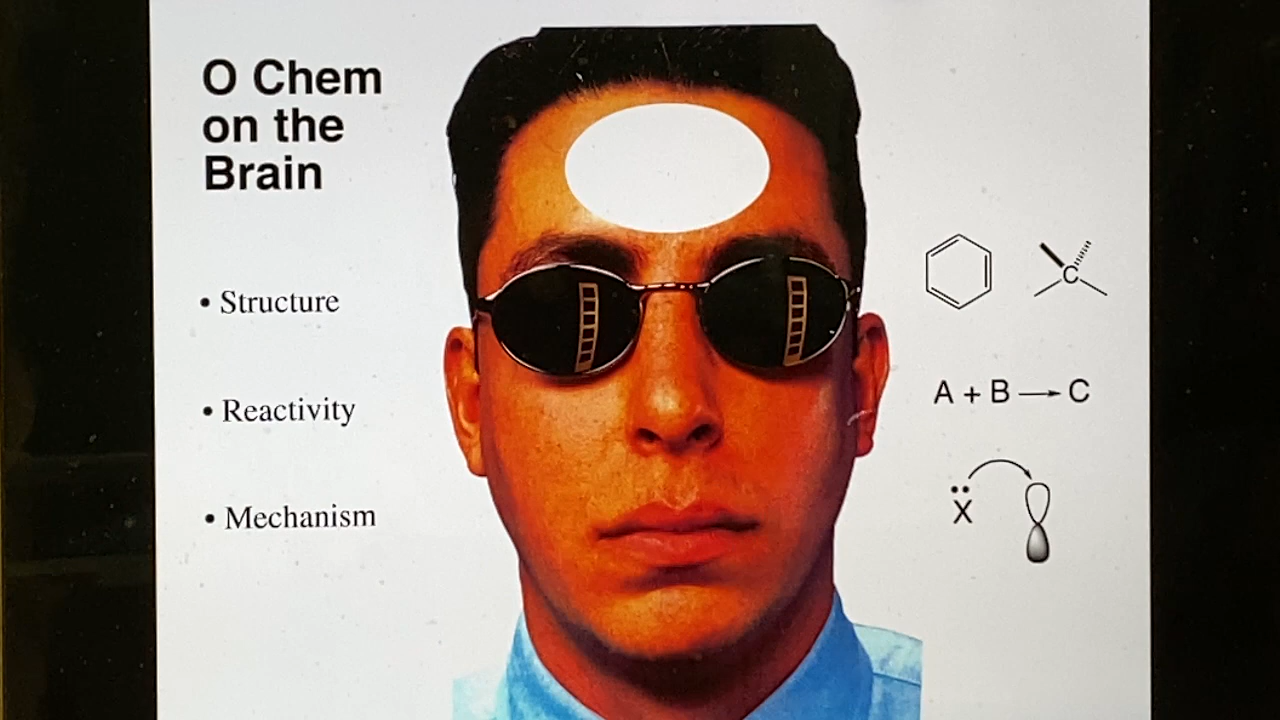 O Chem
on the
Brain
• Structure
• Reactivity
• Mechanism
C
A + B → C
X